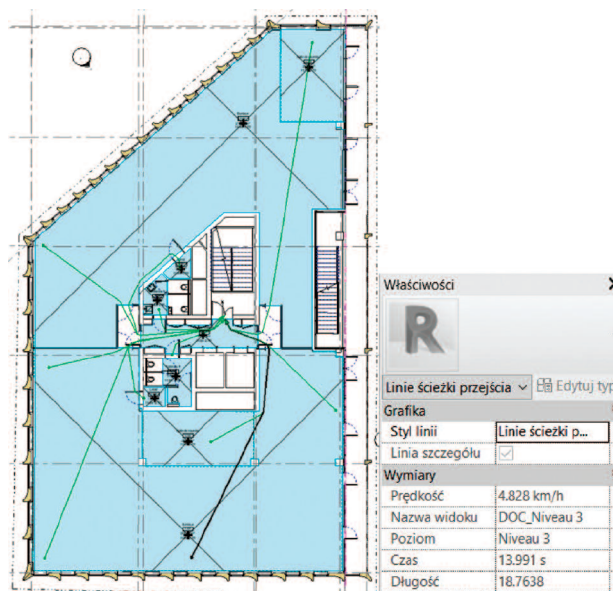 Właściwości
R
Linie ścieżki przejścia
Edytuj typ
Grafika
Styl linii Linie ścieżki p...
Linia szczegółu
Wymiary
Prędkość 4.828 km/h
Nazwa widoku DOC_Niveau 3
Poziom Niveau 3
Czas 13.991 s
Długość 18.7638